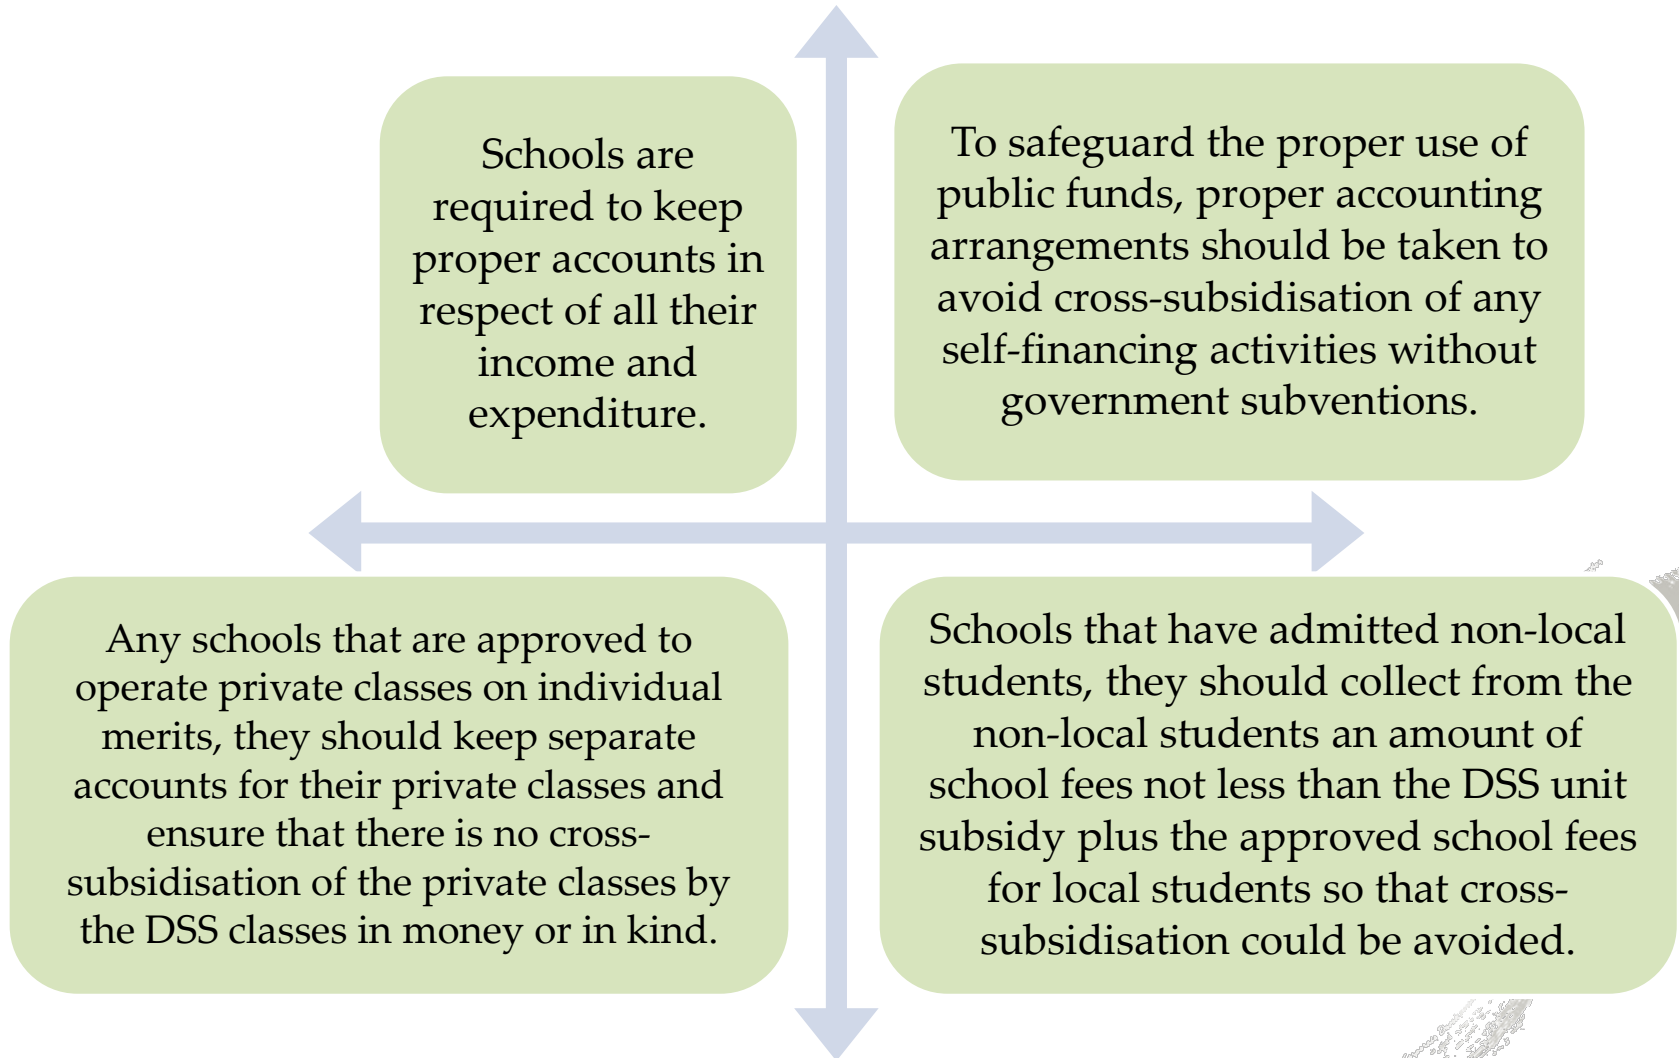 Schools are
required to keep
proper accounts in
respect of all their
income and
expenditure.
To safeguard the proper use of
public funds, proper accounting
arrangements should be taken to
avoid cross-subsidisation of any
self-financing activities without
government subventions.
Any schools that are approved to
operate private classes on individual
merits, they should keep separate
accounts for their private classes and
ensure that there is no cross-
subsidisation of the private classes by
the DSS classes in money or in kind.
Schools that have admitted non-local
students, they should collect from the
non-local students an amount of
school fees not less than the DSS unit
subsidy plus the approved school fees
for local students so that cross-
subsidisation could be avoided.